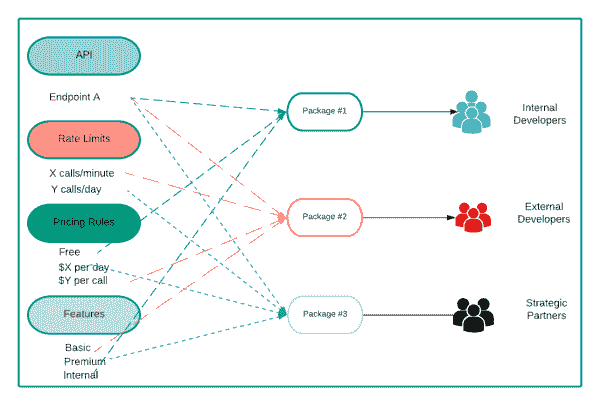 API
Endpoint A
Rate Limits
X calls/minute
Y calls/day
Pricing Rules
Free
$X per day
$Y per call
Features
Basic
Premium
Internal
Package #1
Package #2
Package #3
Internal
Developers
External
Developers
Strategic
Partners